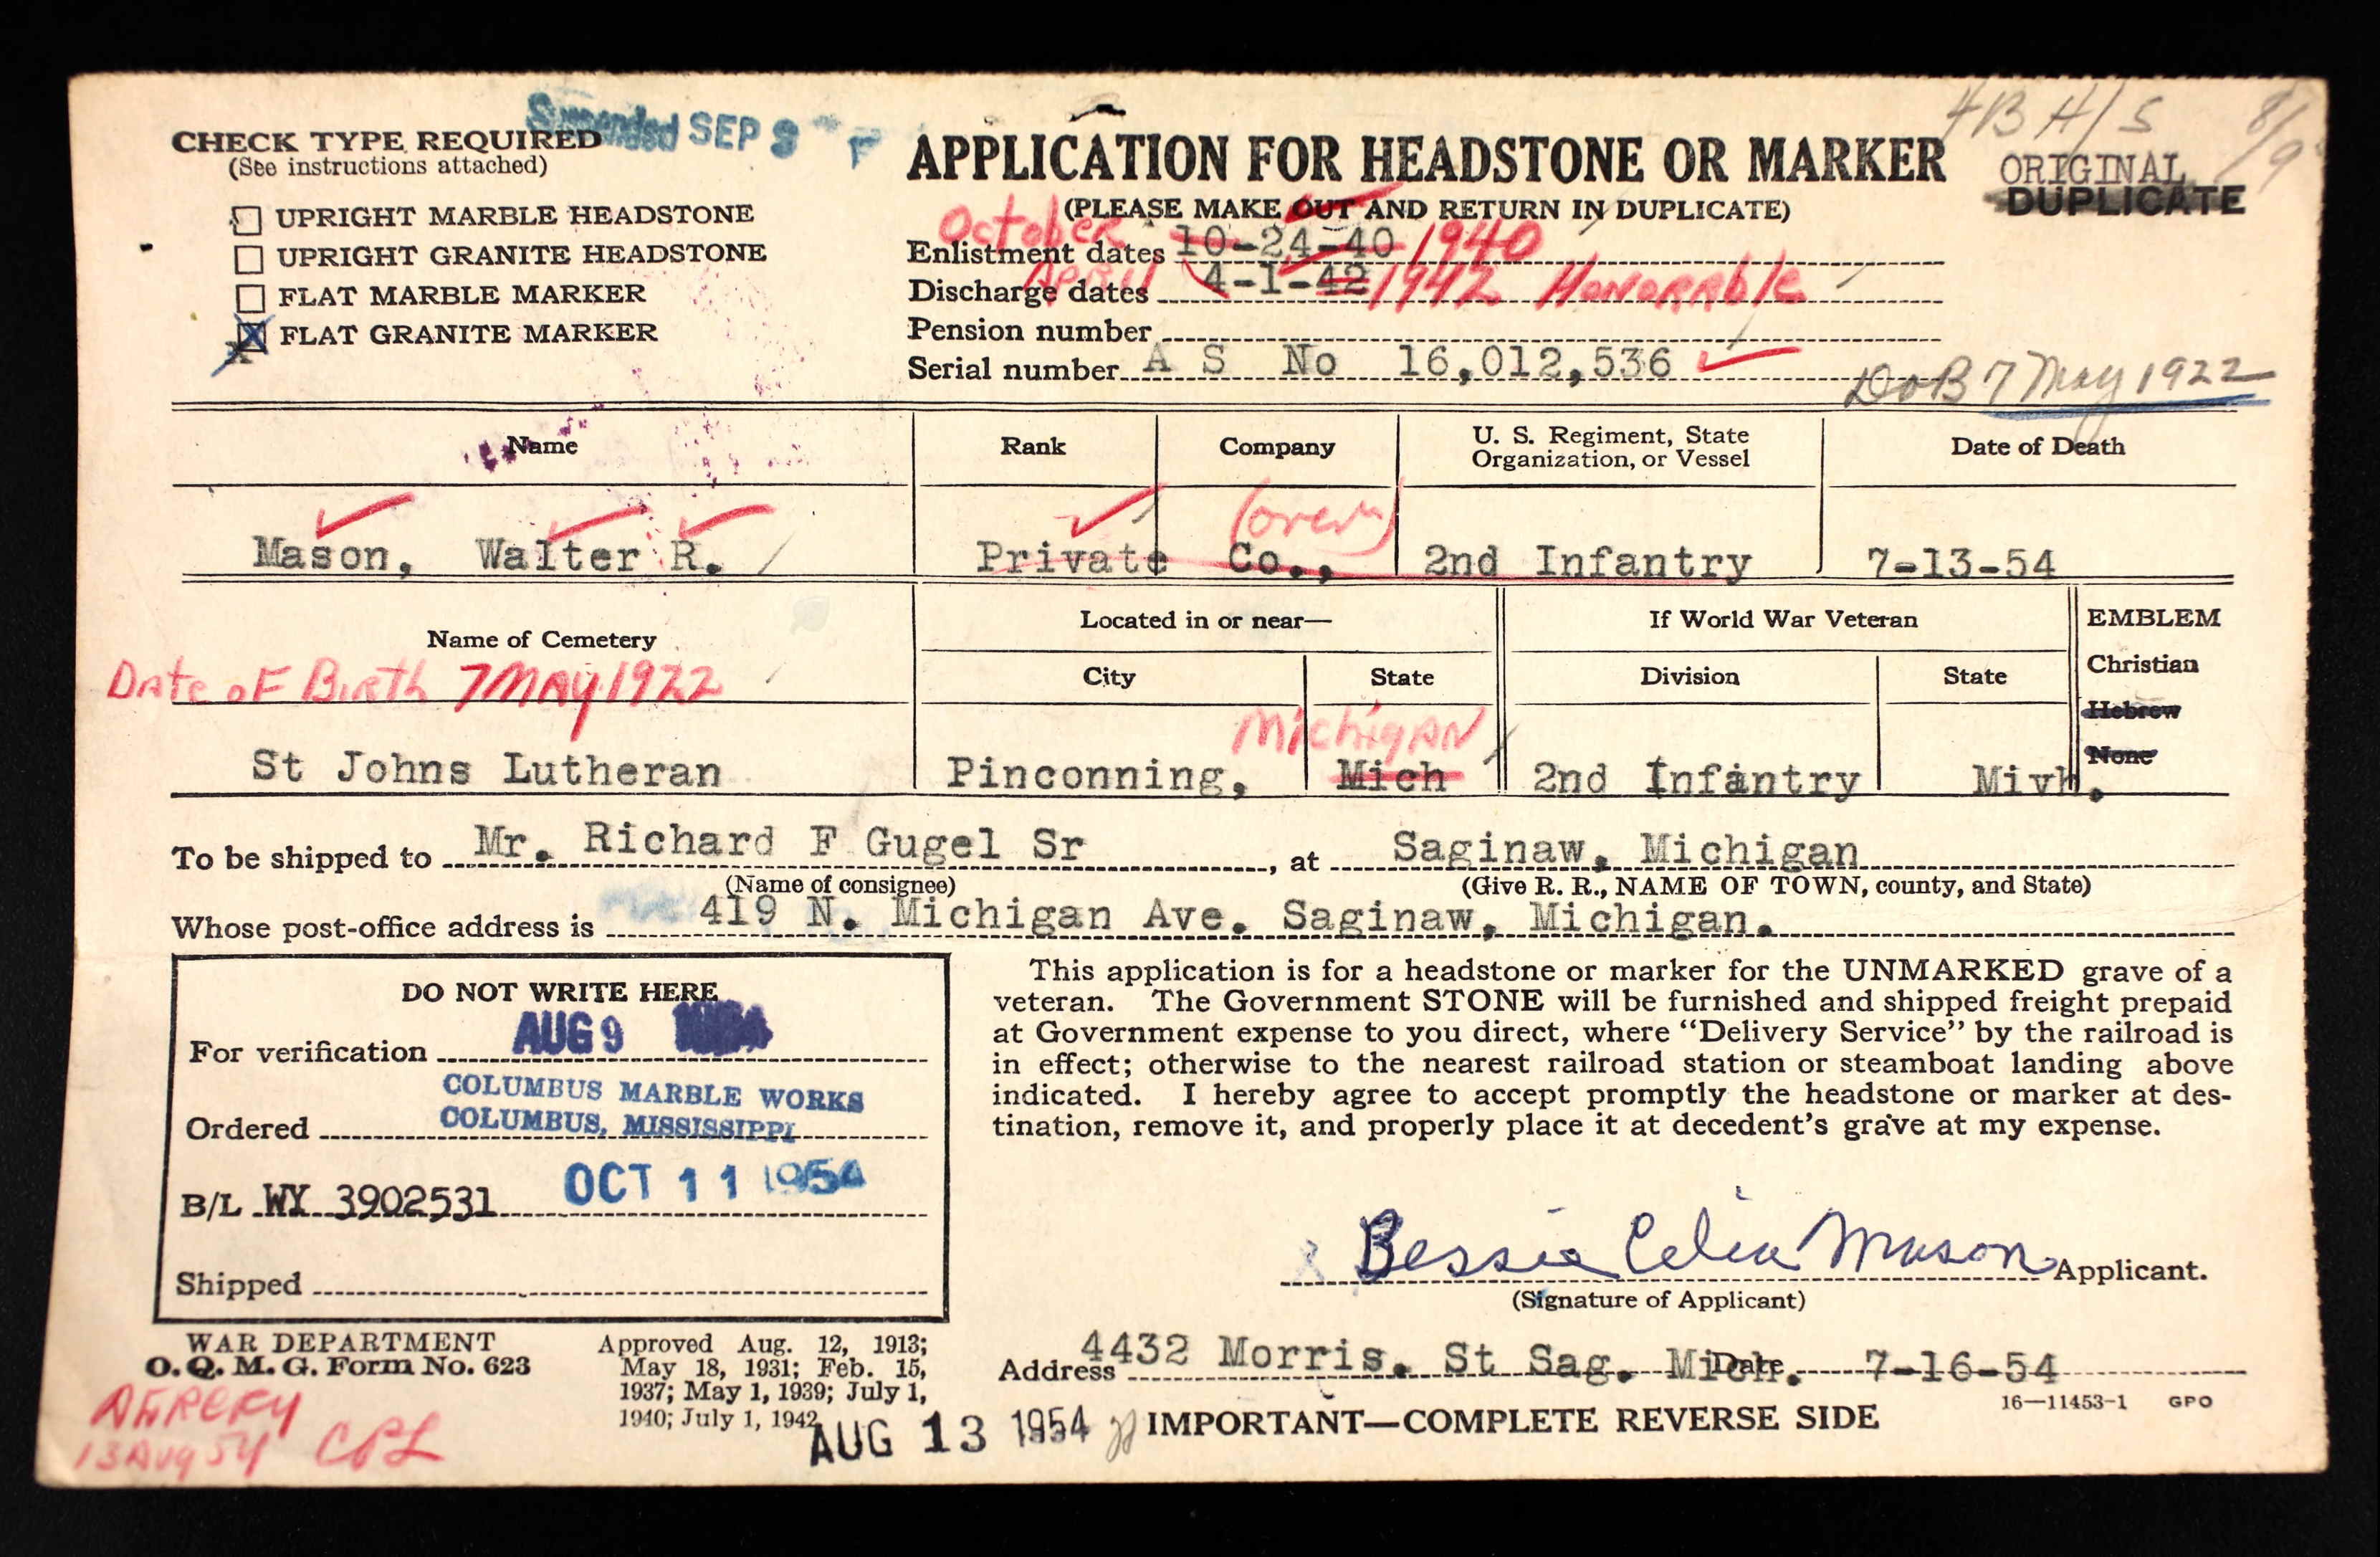 Suspended SEP 3
4B H/S 8/9
CHECK TYPE REQUIRED
(See instructions attached)
UPRIGHT MARBLE HEADSTONE
UPRIGHT GRANITE HEADSTONE
FLAT MARBLE MARKER
X FLAT GRANITE MARKER
APPLICATION FOR HEADSTONE OR MARKER
ORIGINAL
DUPLICATE
(PLEASE MAKE OUT AND RETURN IN DUPLICATE)
Enlistment dates 10-24-40 October 1940
Discharge dates 4-1-42 April 1942 Honorable
Pension number
Serial number A S No 16,012,536
DoB 7 May 1922
Name Rank Company U. S. Regiment, State Organization, or Vessel Date of Death
(over)
Mason, Walter R. Private Co., 2nd Infantry 7-13-54
Name of Cemetery Located in or near— If World War Veteran EMBLEM
City State Division State Christian
Hebrew
None
Date of Birth 7 May 1922
Michigan
St Johns Lutheran Pinconning, Mich 2nd Infantry Mivh.
To be shipped to Mr. Richard F Gugel Sr, at Saginaw, Michigan
(Name of consignee) (Give R. R., NAME OF TOWN, county, and State)
Whose post-office address is 419 N. Michigan Ave. Saginaw, Michigan.
DO NOT WRITE HERE
For verification AUG 9 1954
COLUMBUS MARBLE WORKS
Ordered COLUMBUS, MISSISSIPPI
B/L WY 3902531 OCT 11 1954
Shipped
This application is for a headstone or marker for the UNMARKED grave of a
veteran. The Government STONE will be furnished and shipped freight prepaid
at Government expense to you direct, where “Delivery Service” by the railroad is
in effect; otherwise to the nearest railroad station or steamboat landing above
indicated. I hereby agree to accept promptly the headstone or marker at des-
tination, remove it, and properly place it at decedent's grave at my expense.
Bessie Celia Mason Applicant.
(Signature of Applicant)
Address 4432 Morris. St Sag. Mich. Date 7-16-54
16—11453-1 GPO
WAR DEPARTMENT
O. Q. M. G. Form No. 623
Approved Aug. 12, 1913;
May 18, 1931; Feb. 15,
1937; May 1, 1939; July 1,
1940; July 1, 1942
13 Aug 54 CPL
AUG 13 1954
IMPORTANT—COMPLETE REVERSE SIDE